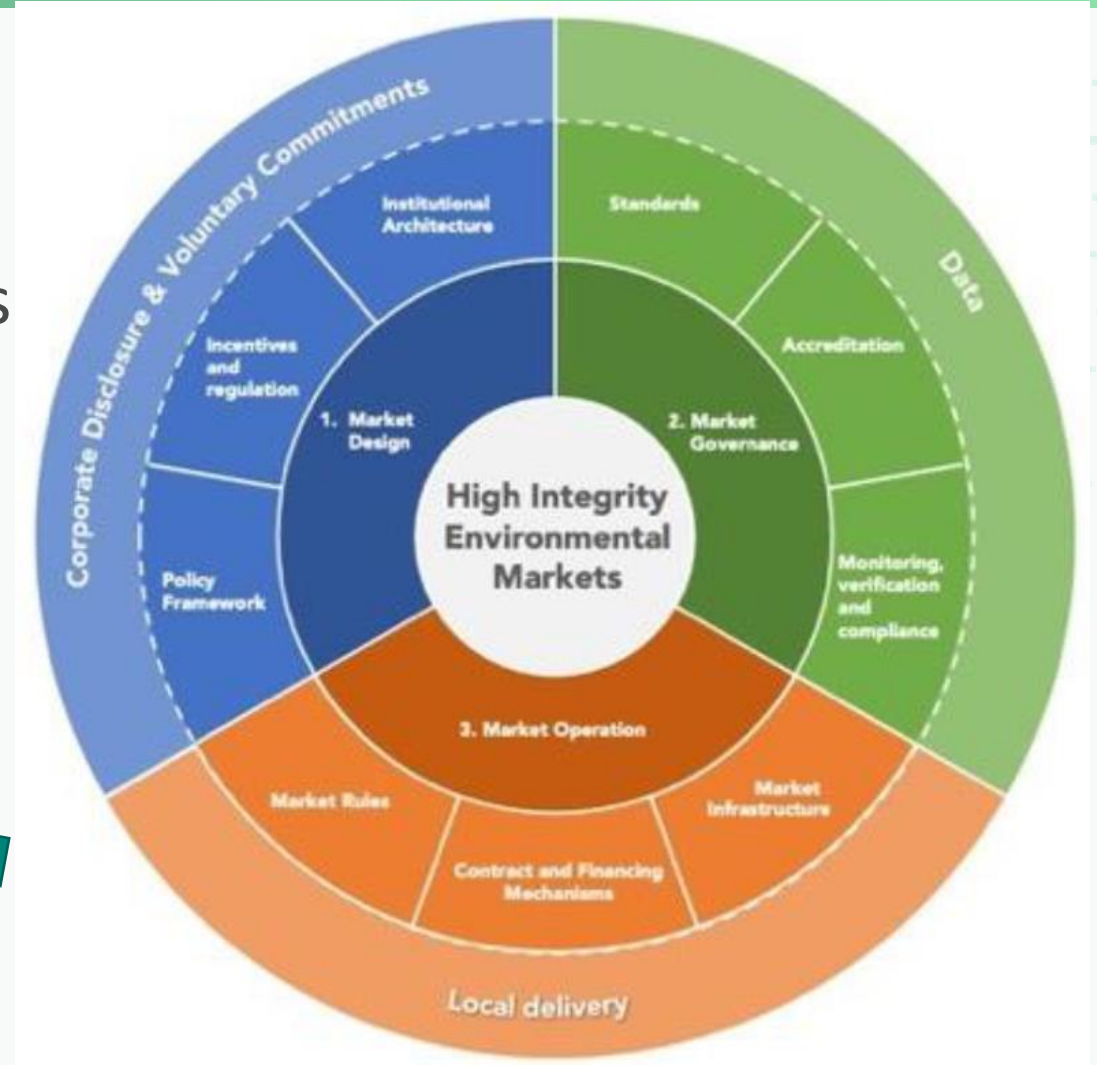 s
Corporate Disclosure & Voluntary Commitments
Data
Institutional
Architecture
Standards
Incentives
and
regulation
Accreditation
1. Market
Design
2. Market
Governance
High Integrity
Environmental
Markets
Policy
Framework
Monitoring,
verification
and
compliance
3. Market Operation
Market Rules
Market
Infrastructure
Contract and Financing
Mechanisms
Local delivery